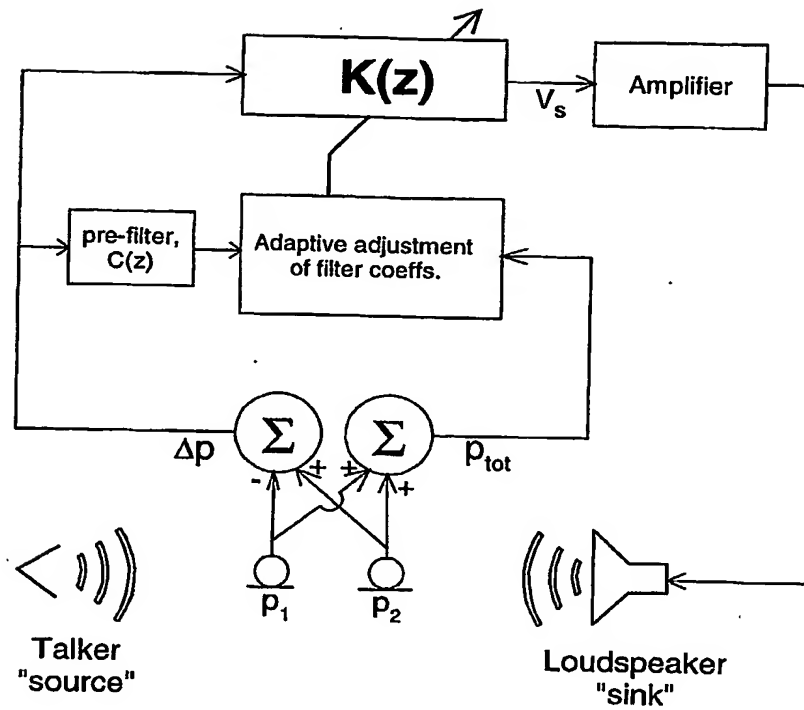 K(z)
V_s
Amplifier
pre-filter,
C(z)
Adaptive adjustment
of filter coeffs.
Σ
Σ
Δp
p_tot
- + + +
p_1
p_2
Talker
"source"
Loudspeaker
"sink"